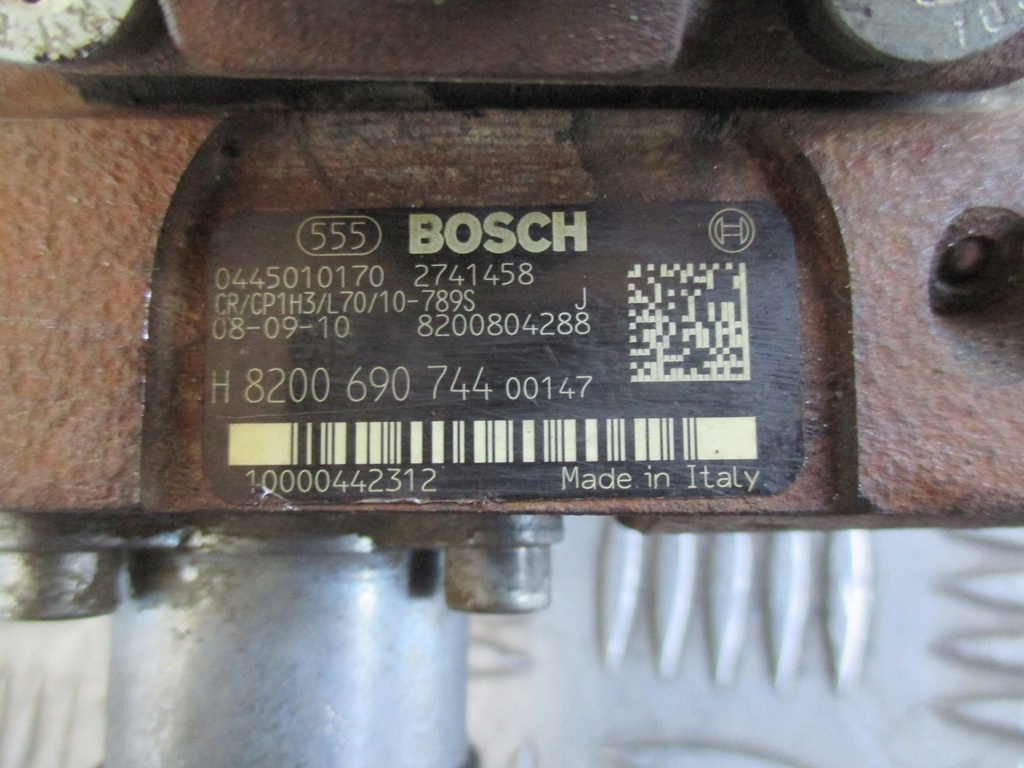 555 BOSCH
0445010170 2741458
CR/CP1H3/L70/10-789S J
08-09-10 8200804288
H 8200 690 744 00147
10000442312 Made in Italy